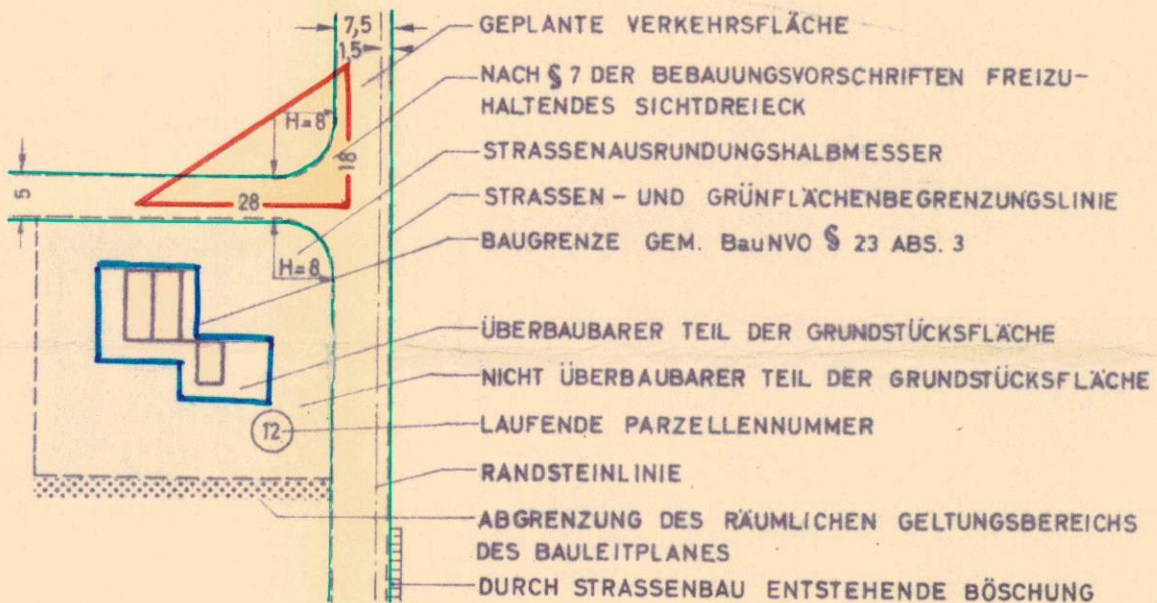 7,5
1,5
GEPLANTE VERKEHRSFLÄCHE
NACH § 7 DER BEBAUUNGSVORSCHRIFTEN FREIZU-
HALTENDES SICHTDREIECK
H=8
18
STRASSENAUSRUNDUNGSHALBMESSER
5
28
STRASSEN- UND GRÜNFLÄCHENBEGRENZUNGSLINIE
BAUGRENZE GEM. BauNVO § 23 ABS. 3
H=8
ÜBERBAUBARER TEIL DER GRUNDSTÜCKSFLÄCHE
NICHT ÜBERBAUBARER TEIL DER GRUNDSTÜCKSFLÄCHE
12
LAUFENDE PARZELLENNUMMER
RANDSTEINLINIE
ABGRENZUNG DES RÄUMLICHEN GELTUNGSBEREICHS
DES BAULEITPLANES
DURCH STRASSENBAU ENTSTEHENDE BÖSCHUNG